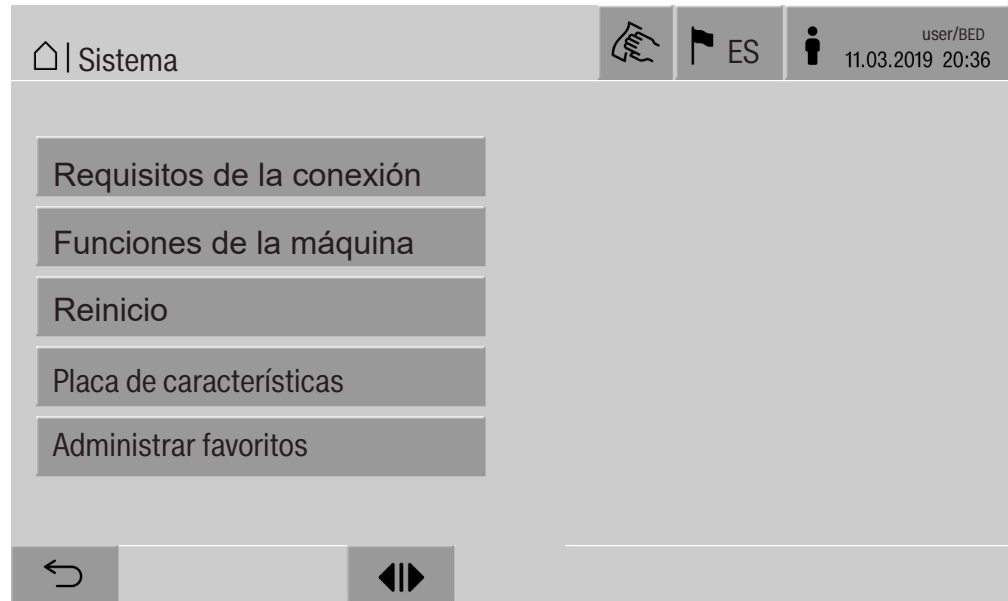 Sistema
ES
user/BED
11.03.2019 20:36
Requisitos de la conexión
Funciones de la máquina
Reinicio
Placa de característificas
Administrar favoritos